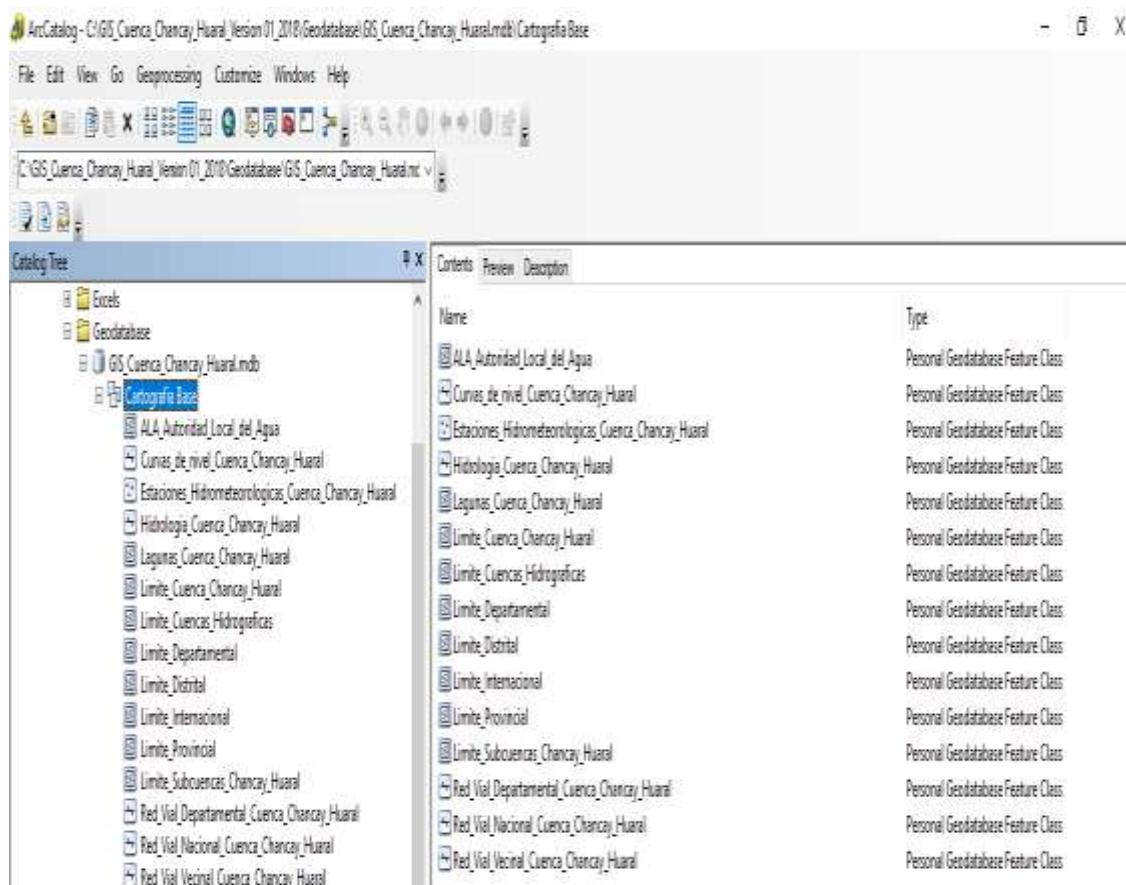 ArcCatalog - C:\GIS_Cuenca_Chancay_Huaral_Version 01_2018\Geodatabase\GIS_Cuenca_Chancay_Huaral.mdb\Cartografia Base
File Edit View Go Geoprocessing Customize Windows Help
C:\GIS_Cuenca_Chancay_Huaral_Version 01_2018\Geodatabase\GIS_Cuenca_Chancay_Huaral.mc
Catalog Tree
Excels
Geodatabase
GIS_Cuenca_Chancay_Huaral.mdb
Cartografia Base
ALA_Autoridad_Local_del_Agua
Curvas_de_nivel_Cuenca_Chancay_Huaral
Estaciones_Hidrometeorologicas_Cuenca_Chancay_Huaral
Hidrologia_Cuenca_Chancay_Huaral
Lagunas_Cuenca_Chancay_Huaral
Limite_Cuenca_Chancay_Huaral
Limite_Cuencas_Hidrograficas
Limite_Departamental
Limite_Distrital
Limite_Internacional
Limite_Provincial
Limite_Subcuencas_Chancay_Huaral
Red_Vial_Departamental_Cuenca_Chancay_Huaral
Red_Vial_Nacional_Cuenca_Chancay_Huaral
Red_Vial_Vecinal_Cuenca_Chancay_Huaral
Contents Preview Description
Name Type
ALA_Autoridad_Local_del_Agua Personal Geodatabase Feature Class
Curvas_de_nivel_Cuenca_Chancay_Huaral Personal Geodatabase Feature Class
Estaciones_Hidrometeorologicas_Cuenca_Chancay_Huaral Personal Geodatabase Feature Class
Hidrologia_Cuenca_Chancay_Huaral Personal Geodatabase Feature Class
Lagunas_Cuenca_Chancay_Huaral Personal Geodatabase Feature Class
Limite_Cuenca_Chancay_Huaral Personal Geodatabase Feature Class
Limite_Cuencas_Hidrograficas Personal Geodatabase Feature Class
Limite_Departamental Personal Geodatabase Feature Class
Limite_Distrital Personal Geodatabase Feature Class
Limite_Internacional Personal Geodatabase Feature Class
Limite_Provincial Personal Geodatabase Feature Class
Limite_Subcuencas_Chancay_Huaral Personal Geodatabase Feature Class
Red_Vial_Departamental_Cuenca_Chancay_Huaral Personal Geodatabase Feature Class
Red_Vial_Nacional_Cuenca_Chancay_Huaral Personal Geodatabase Feature Class
Red_Vial_Vecinal_Cuenca_Chancay_Huaral Personal Geodatabase Feature Class